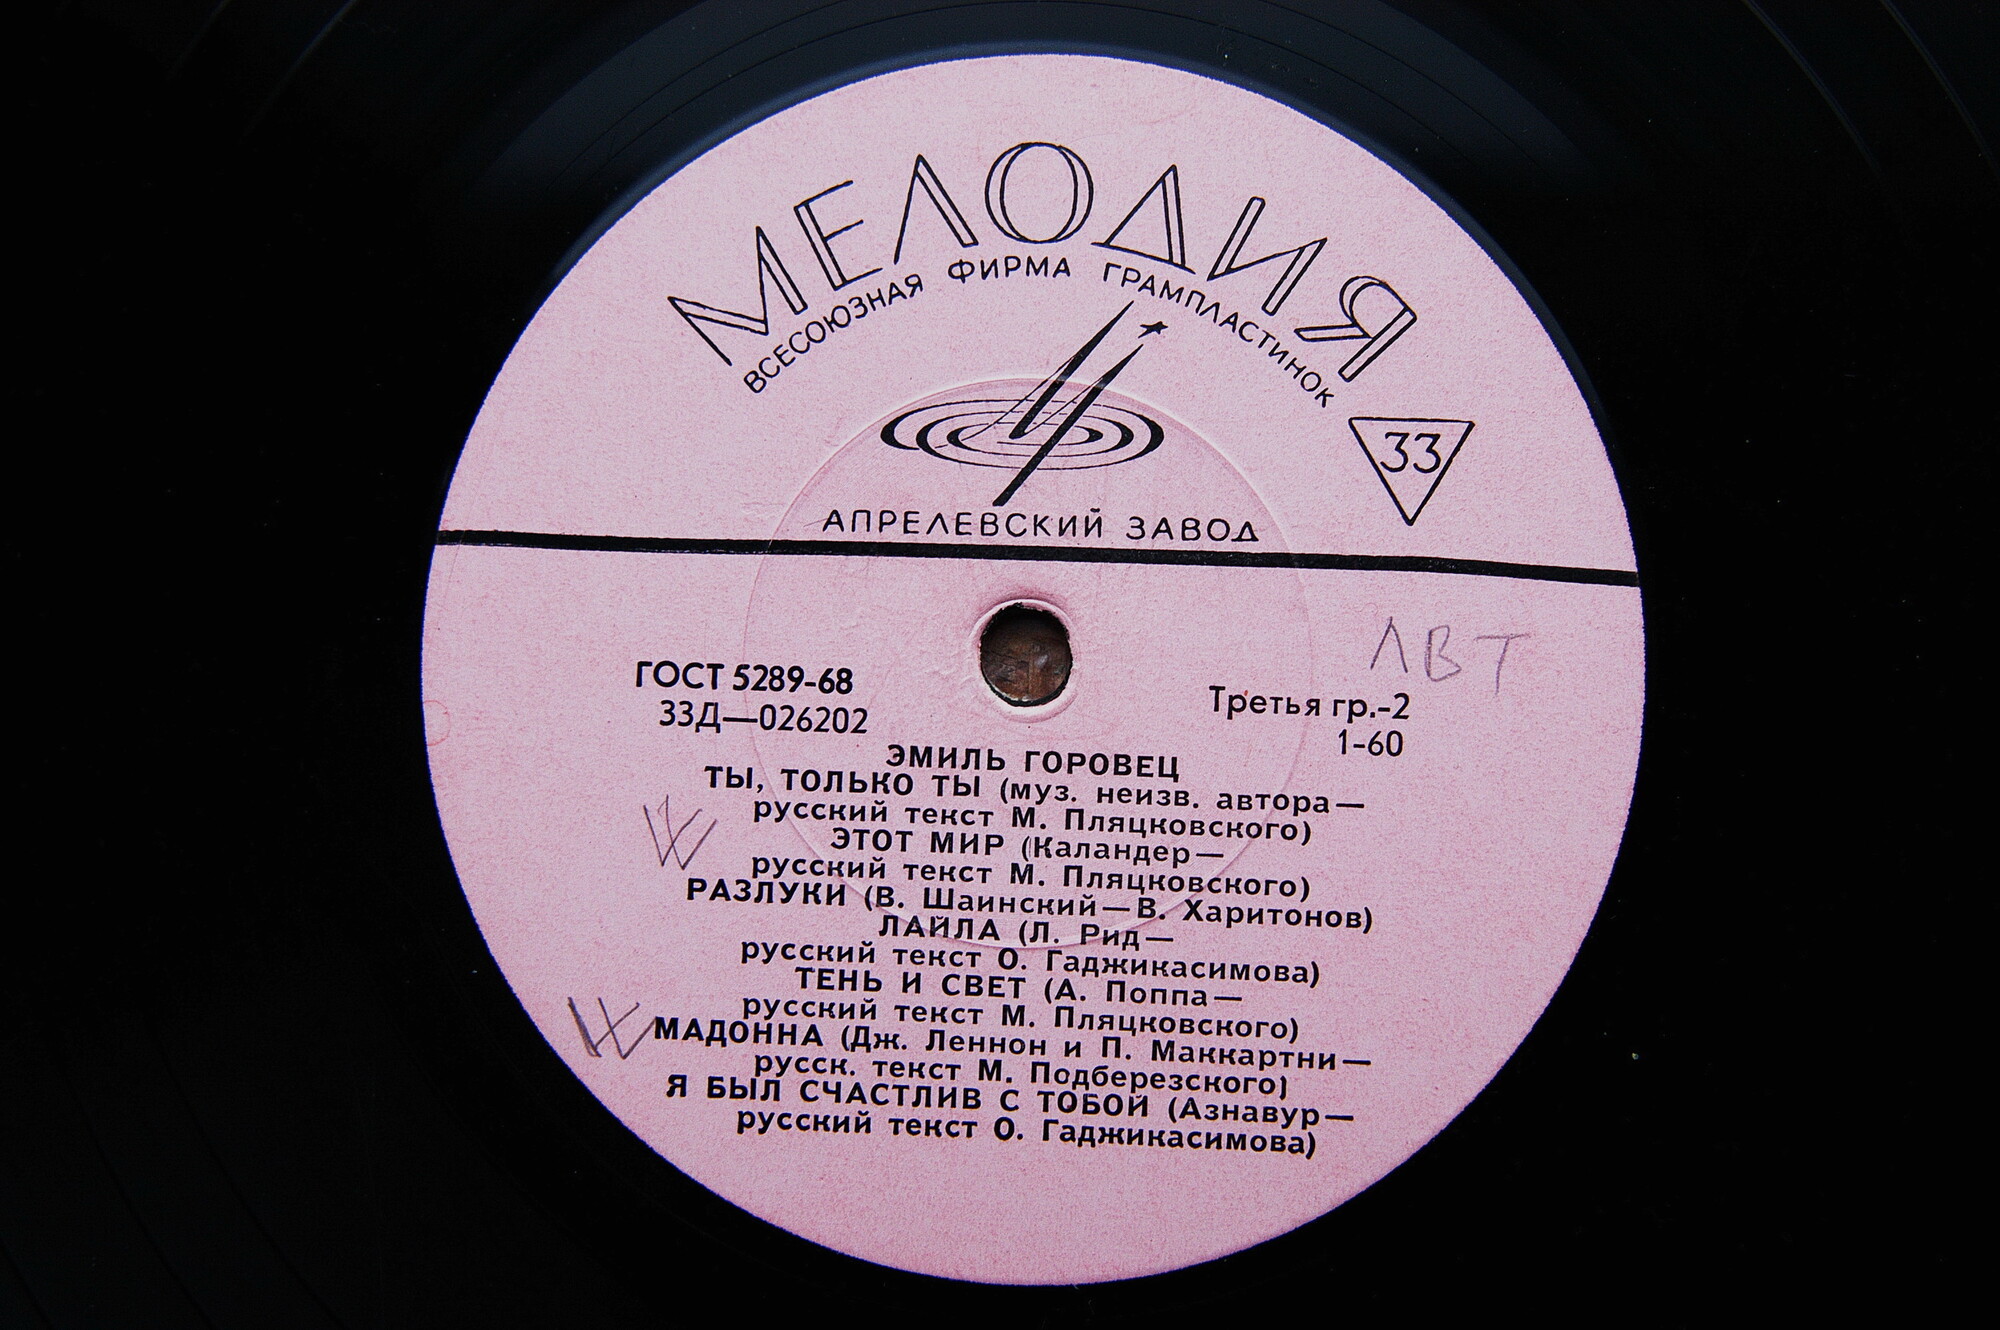 МЕЛОДИЯ
ВСЕСОЮЗНАЯ ФИРМА ГРАМПЛАСТИНОК
33
АПРЕЛЕВСКИЙ ЗАВОД
ЛВТ
ГОСТ 5289-68
33Д—026202
Третья гр.-2
1-60
ЭМИЛЬ ГОРОВЕЦ
ТЫ, ТОЛЬКО ТЫ (муз. неизв. автора—
русский текст М. Пляцковского)
ЭТОТ МИР (Каландер—
русский текст М. Пляцковского)
РАЗЛУКИ (В. Шаинский—В. Харитонов)
ЛАЙЛА (Л. Рид—
русский текст О. Гаджикасимова)
ТЕНЬ И СВЕТ (А. Поппа—
русский текст М. Пляцковского)
МАДОННА (Дж. Леннон и П. Маккартни—
русск. текст М. Подберезского)
Я БЫЛ СЧАСТЛИВ С ТОБОЙ (Азнавур—
русский текст О. Гаджикасимова)